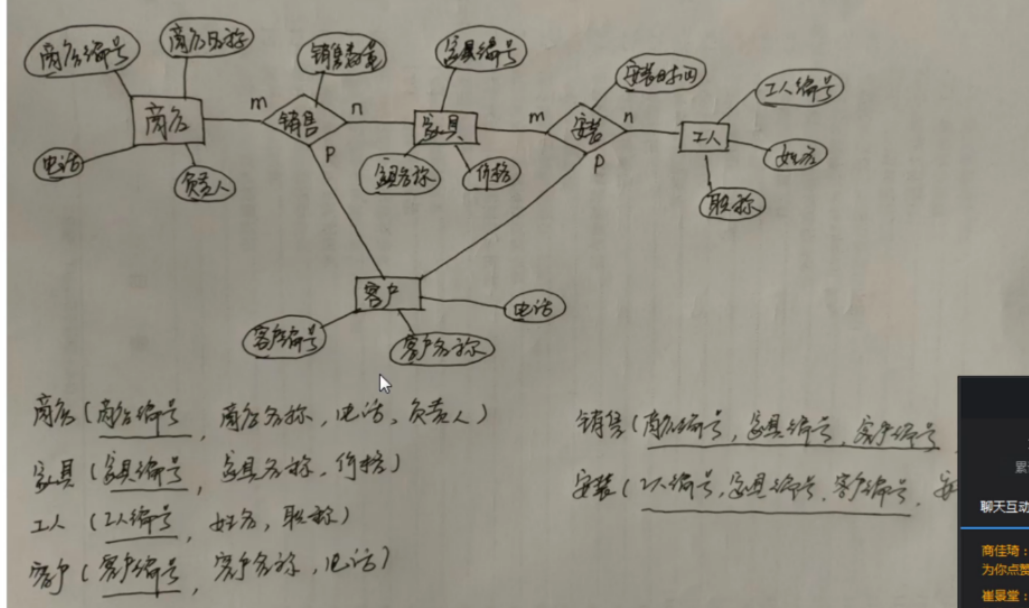 商店编号
商店名称
销售数量
家具编号
安装时间
工人编号
商店
m
销售
n
家具
m
安装
n
工人
电话
负责人
P
家具名称
价格
P
姓名
职称
客户
电话
客户编号
客户名称
商店(商店编号, 商店名称, 电话, 负责人)
销售(商店编号, 家具编号, 客户编号
家具(家具编号, 家具名称, 价格)
安装(工人编号, 家具编号, 客户编号, 安
工人(工人编号, 姓名, 职称)
客户(客户编号, 客户名称, 电话)
累
聊天互动
商佳琦:
为你点赞
崔景堂: